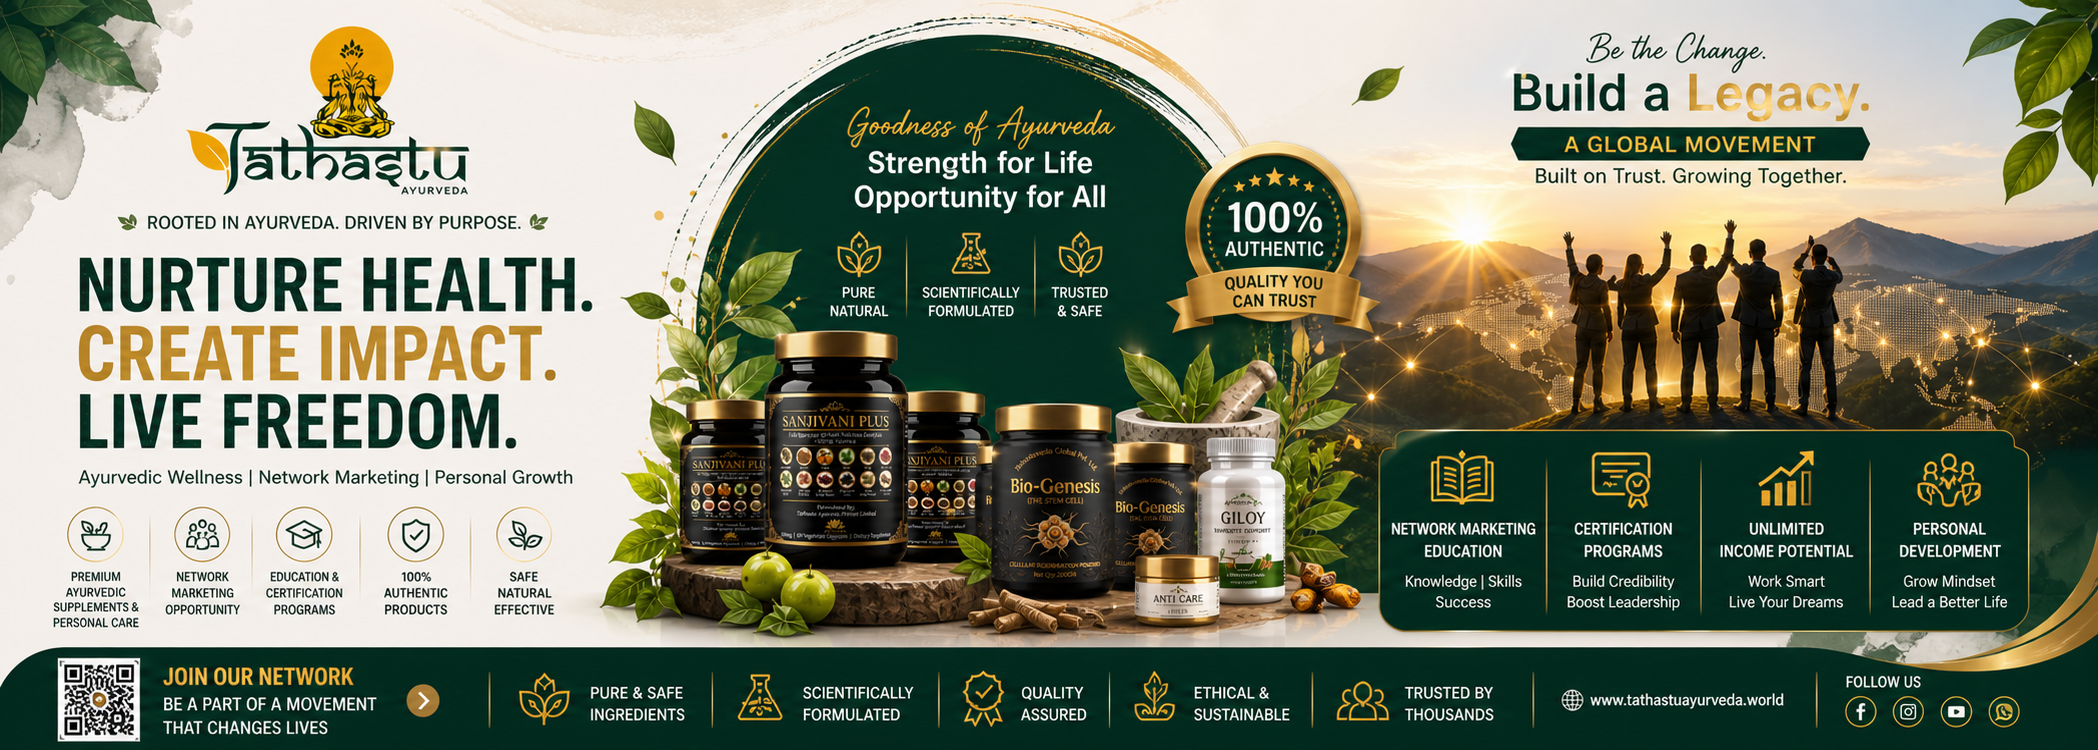 Tathastu
AYURVEDA
ROOTED IN AYURVEDA. DRIVEN BY PURPOSE.
NURTURE HEALTH.
CREATE IMPACT.
LIVE FREEDOM.
Ayurvedic Wellness | Network Marketing | Personal Growth
PREMIUM
AYURVEDIC
SUPPLEMENTS &
PERSONAL CARE
NETWORK
MARKETING
OPPORTUNITY
EDUCATION &
CERTIFICATION
PROGRAMS
100%
AUTHENTIC
PRODUCTS
SAFE
NATURAL
EFFECTIVE
Goodness of Ayurveda
Strength for Life
Opportunity for All
PURE
NATURAL
SCIENTIFICALLY
FORMULATED
TRUSTED
& SAFE
100%
AUTHENTIC
QUALITY YOU
CAN TRUST
SANJIVANI PLUS
SANJIVANI PLU
SANJIVANI PLUS
Bio-Genesis
(THE STEM CELL)
Bio-Genesis
GILOY
ANTI CARE
Be the Change.
Build a Legacy.
A GLOBAL MOVEMENT
Built on Trust. Growing Together.
NETWORK MARKETING
EDUCATION
Knowledge | Skills
Success
CERTIFICATION
PROGRAMS
Build Credibility
Boost Leadership
UNLIMITED
INCOME POTENTIAL
Work Smart
Live Your Dreams
PERSONAL
DEVELOPMENT
Grow Mindset
Lead a Better Life
JOIN OUR NETWORK
BE A PART OF A MOVEMENT
THAT CHANGES LIVES
PURE & SAFE
INGREDIENTS
SCIENTIFICALLY
FORMULATED
QUALITY
ASSURED
ETHICAL &
SUSTAINABLE
TRUSTED BY
THOUSANDS
www.tathastuayurveda.world
FOLLOW US